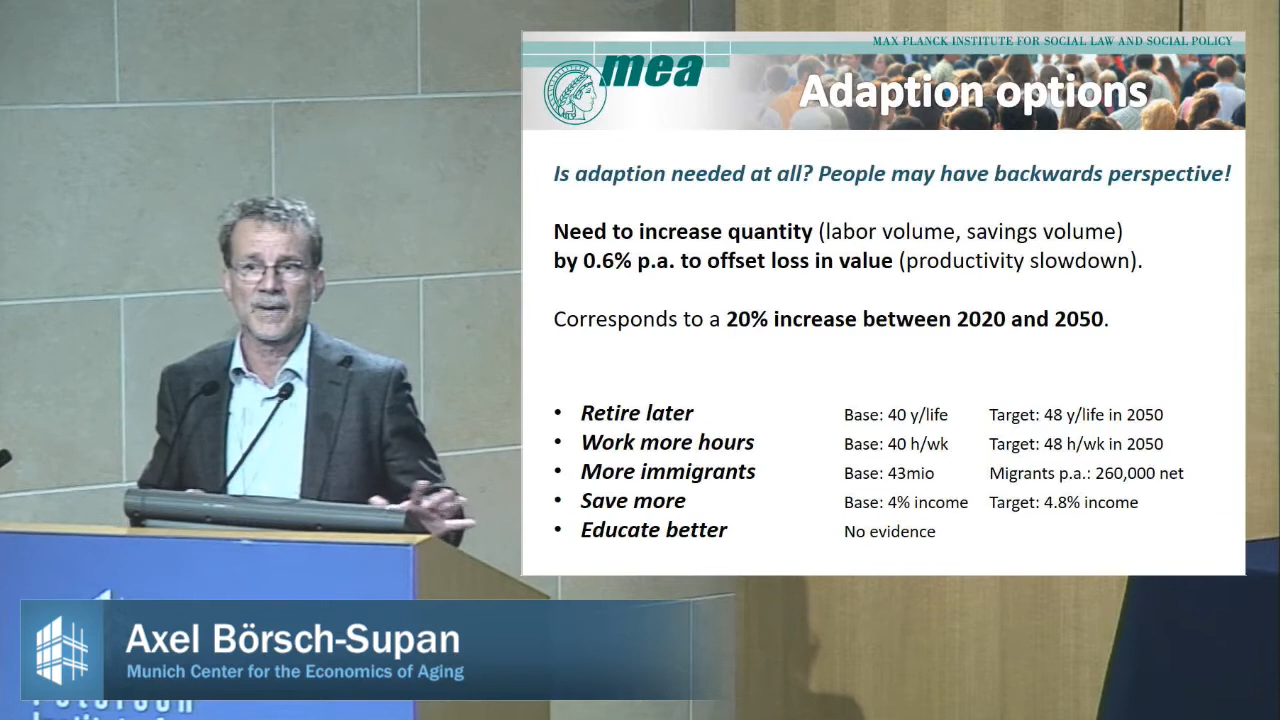 MAX PLANCK INSTITUTE FOR SOCIAL LAW AND SOCIAL POLICY
mea
Adaption options
Is adaption needed at all? People may have backwards perspective!
Need to increase quantity (labor volume, savings volume)
by 0.6% p.a. to offset loss in value (productivity slowdown).
Corresponds to a 20% increase between 2020 and 2050.
• Retire later Base: 40 y/life Target: 48 y/life in 2050
• Work more hours Base: 40 h/wk Target: 48 h/wk in 2050
• More immigrants Base: 43mio Migrants p.a.: 260,000 net
• Save more Base: 4% income Target: 4.8% income
• Educate better No evidence
Axel Börsch-Supan
Munich Center for the Economics of Aging